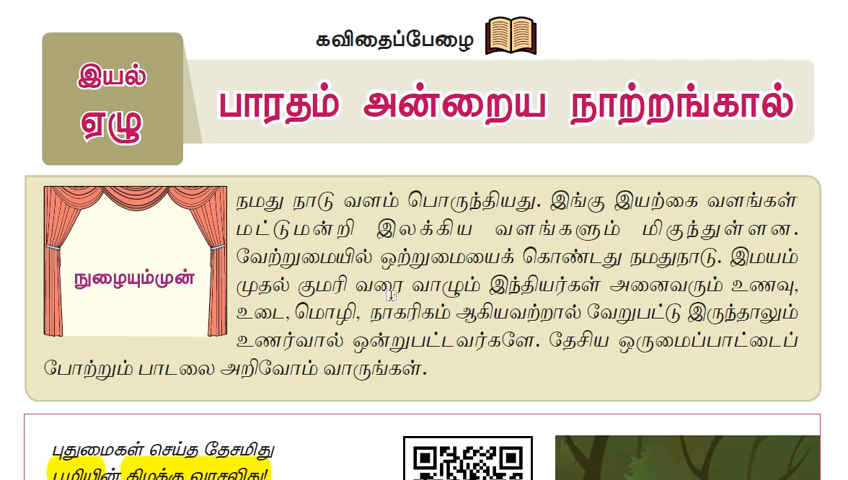 கவிதைப்பேழை
இயல்
ஏழு
பாரதம் அன்றைய நாற்றங்கால்
நுழையும்முன்
நமது நாடு வளம் பொருந்தியது. இங்கு இயற்கை வளங்கள்
மட்டுமன்றி இலக்கிய வளங்களும் மிகுந்துள்ளன.
வேற்றுமையில் ஒற்றுமையைக் கொண்டது நமதுநாடு. இமயம்
முதல் குமரி வரை வாழும் இந்தியர்கள் அனைவரும் உணவு,
உடை, மொழி, நாகரிகம் ஆகியவற்றால் வேறுபட்டு இருந்தாலும்
உணர்வால் ஒன்றுபட்டவர்களே. தேசிய ஒருமைப்பாட்டைப்
போற்றும் பாடலை அறிவோம் வாருங்கள்.
புதுமைகள் செய்த தேசமிது
பூமியின் கிழக்கு வாசலிது!